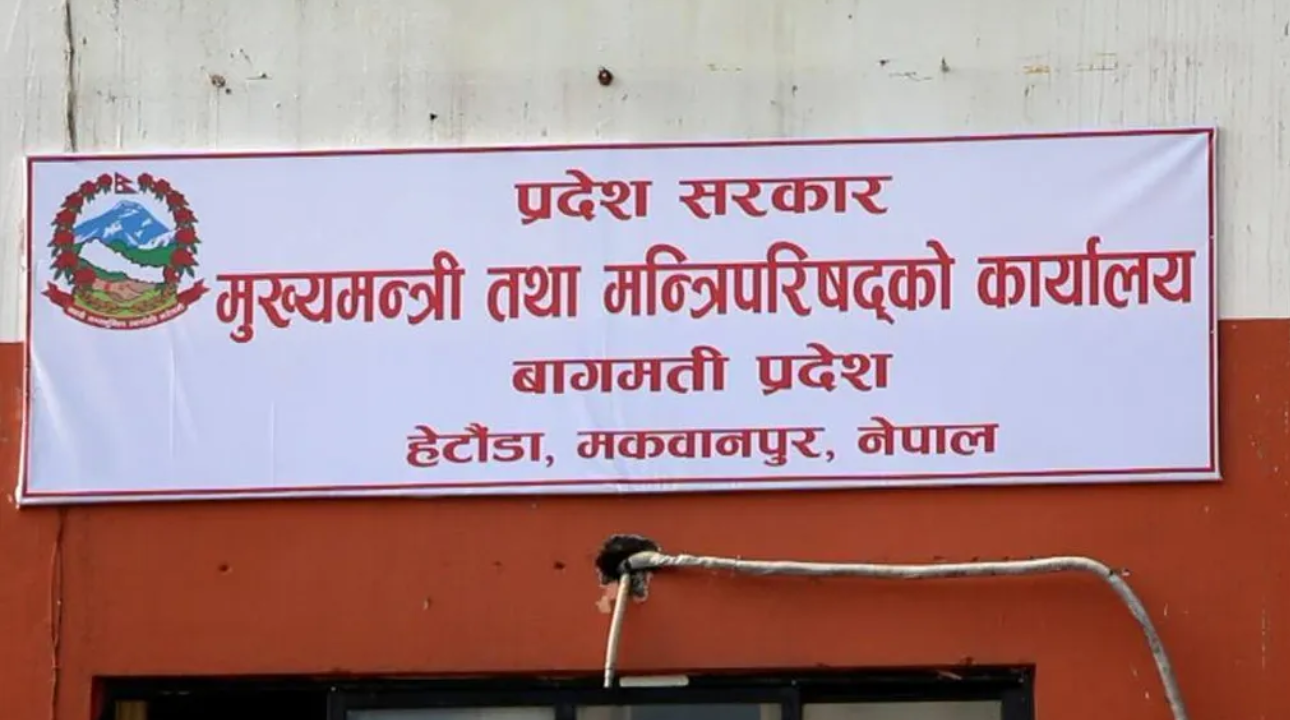 प्रदेश सरकार
मुख्यमन्त्री तथा मन्त्रिपरिषद्को कार्यालय
बागमती प्रदेश
हेटौंडा, मकवानपुर, नेपाल